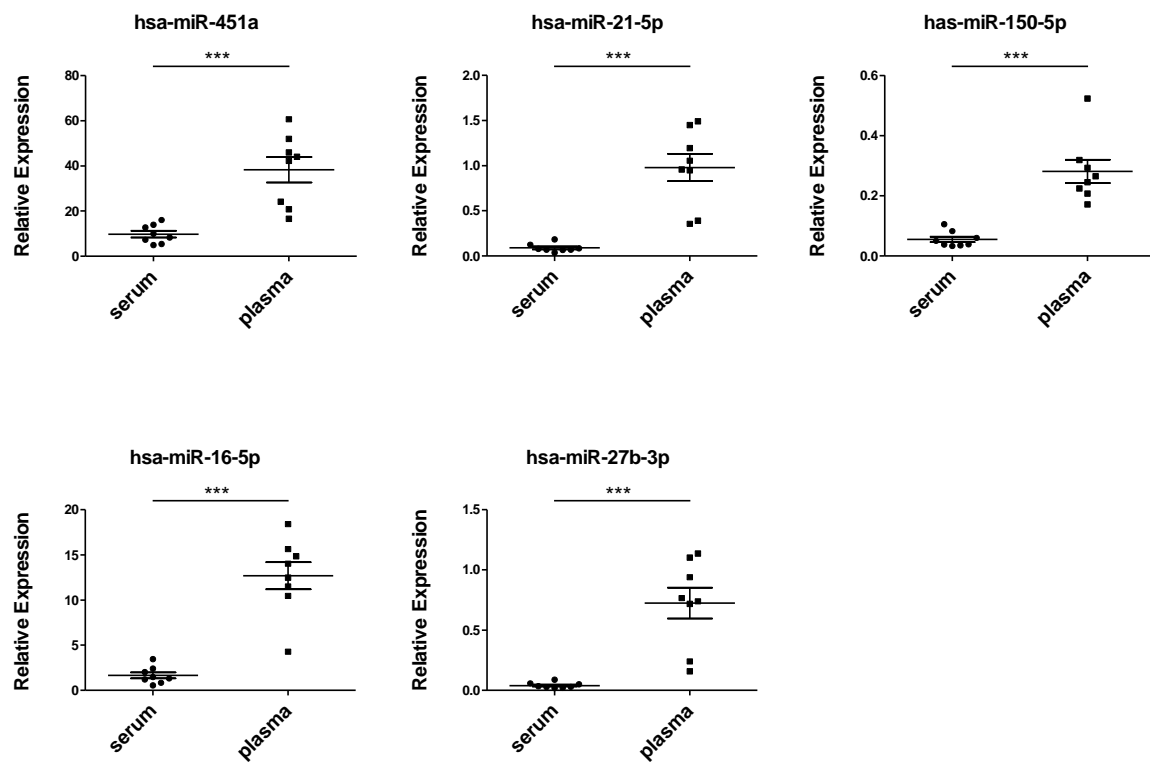 hsa-miR-451a
***
Relative Expression
80
60
40
20
0
serum
plasma
hsa-miR-21-5p
***
Relative Expression
2.0
1.5
1.0
0.5
0.0
serum
plasma
has-miR-150-5p
***
Relative Expression
0.6
0.4
0.2
0.0
serum
plasma
hsa-miR-16-5p
***
Relative Expression
20
15
10
5
0
serum
plasma
hsa-miR-27b-3p
***
Relative Expression
1.5
1.0
0.5
0.0
serum
plasma